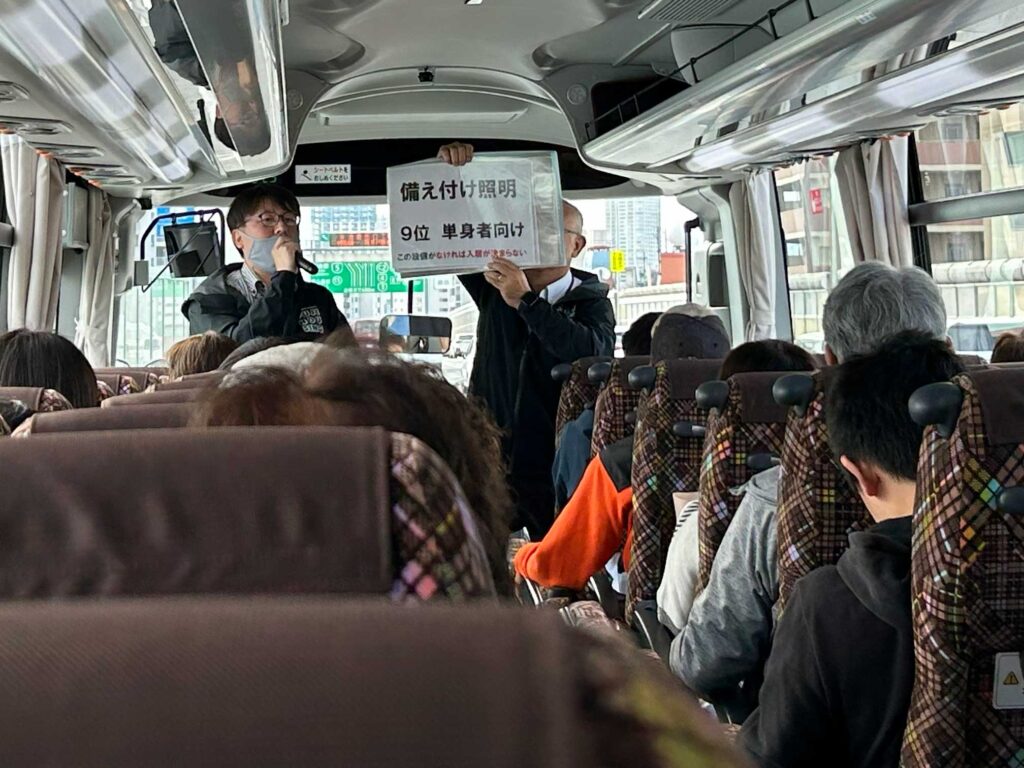 シートベルトを
おしめください
備え付け照明
9位 単身者向け
この設備がなければ入居が決まらない